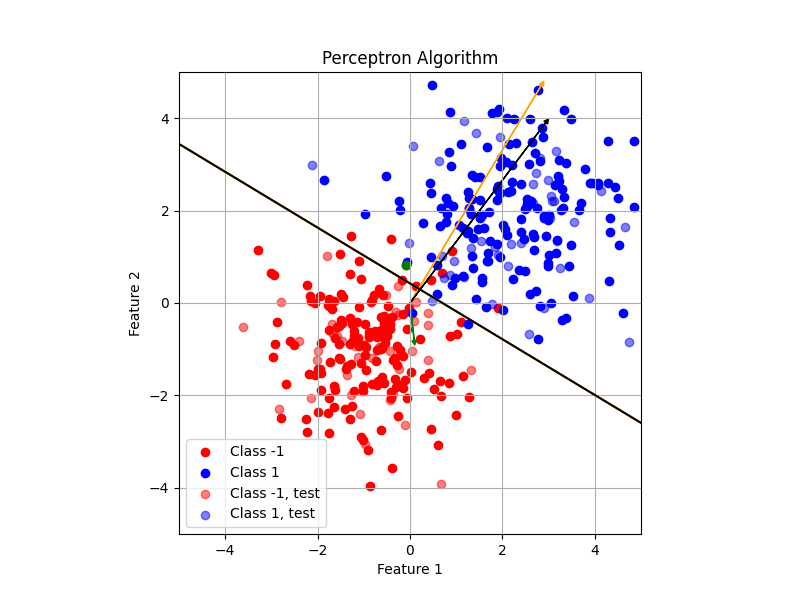 Perceptron Algorithm
Feature 2
4
2
0
−2
−4
Class -1
Class 1
Class -1, test
Class 1, test
−4
−2
0
2
4
Feature 1